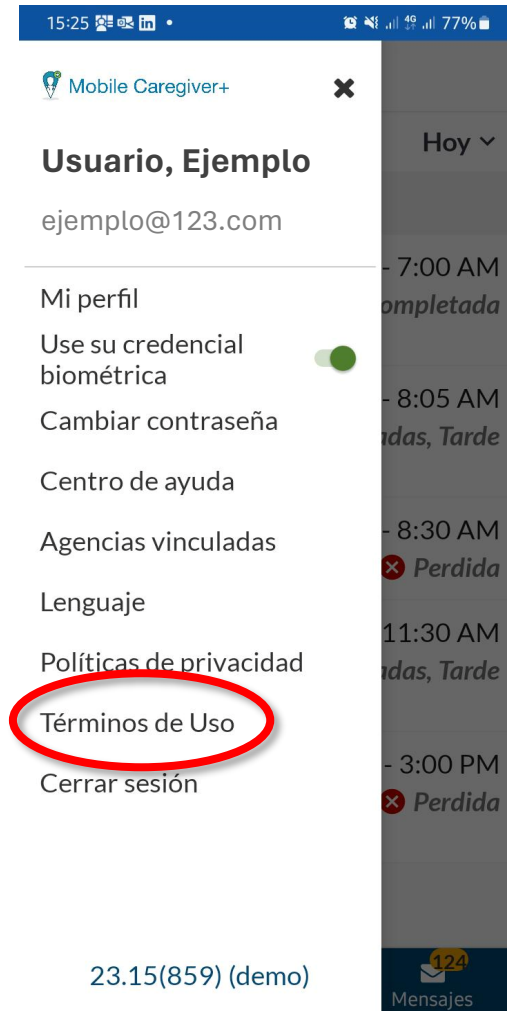 15:25
77%
4G
Mobile Caregiver+
Hoy
Usuario, Ejemplo
ejemplo@123.com
- 7:00 AM
ompletada
Mi perfil
Use su credencial
biométrica
- 8:05 AM
adas, Tarde
Cambiar contraseña
Centro de ayuda
- 8:30 AM
Perdida
Agencias vinculadas
Lenguaje
11:30 AM
adas, Tarde
Políticas de privacidad
Términos de Uso
- 3:00 PM
Perdida
Cerrar sesión
23.15(859) (demo)
124
Mensajes